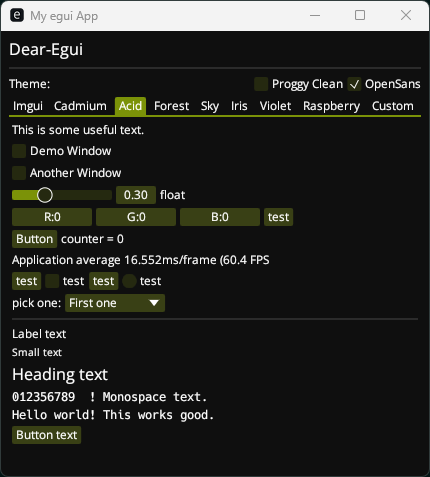 My egui App
Dear-Egui
Theme: Proggy Clean OpenSans
Imgui Cadmium Acid Forest Sky Iris Violet Raspberry Custom
This is some useful text.
Demo Window
Another Window
0.30 float
R:0 G:0 B:0 test
Button counter = 0
Application average 16.552ms/frame (60.4 FPS
test test test test
pick one: First one
Label text
Small text
Heading text
012356789  ! Monospace text.
Hello world! This works good.
Button text